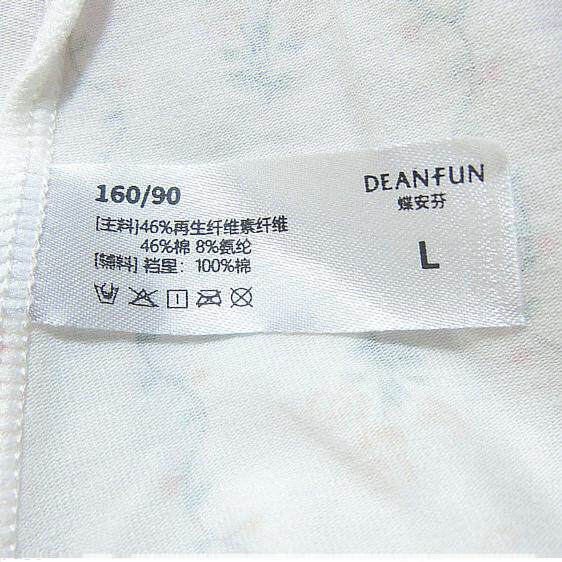 160/90
[主料]46%再生纤维素纤维
46%棉 8%氨纶
[辅料] 裆里：100%棉
DEANFUN
蝶安芬
L